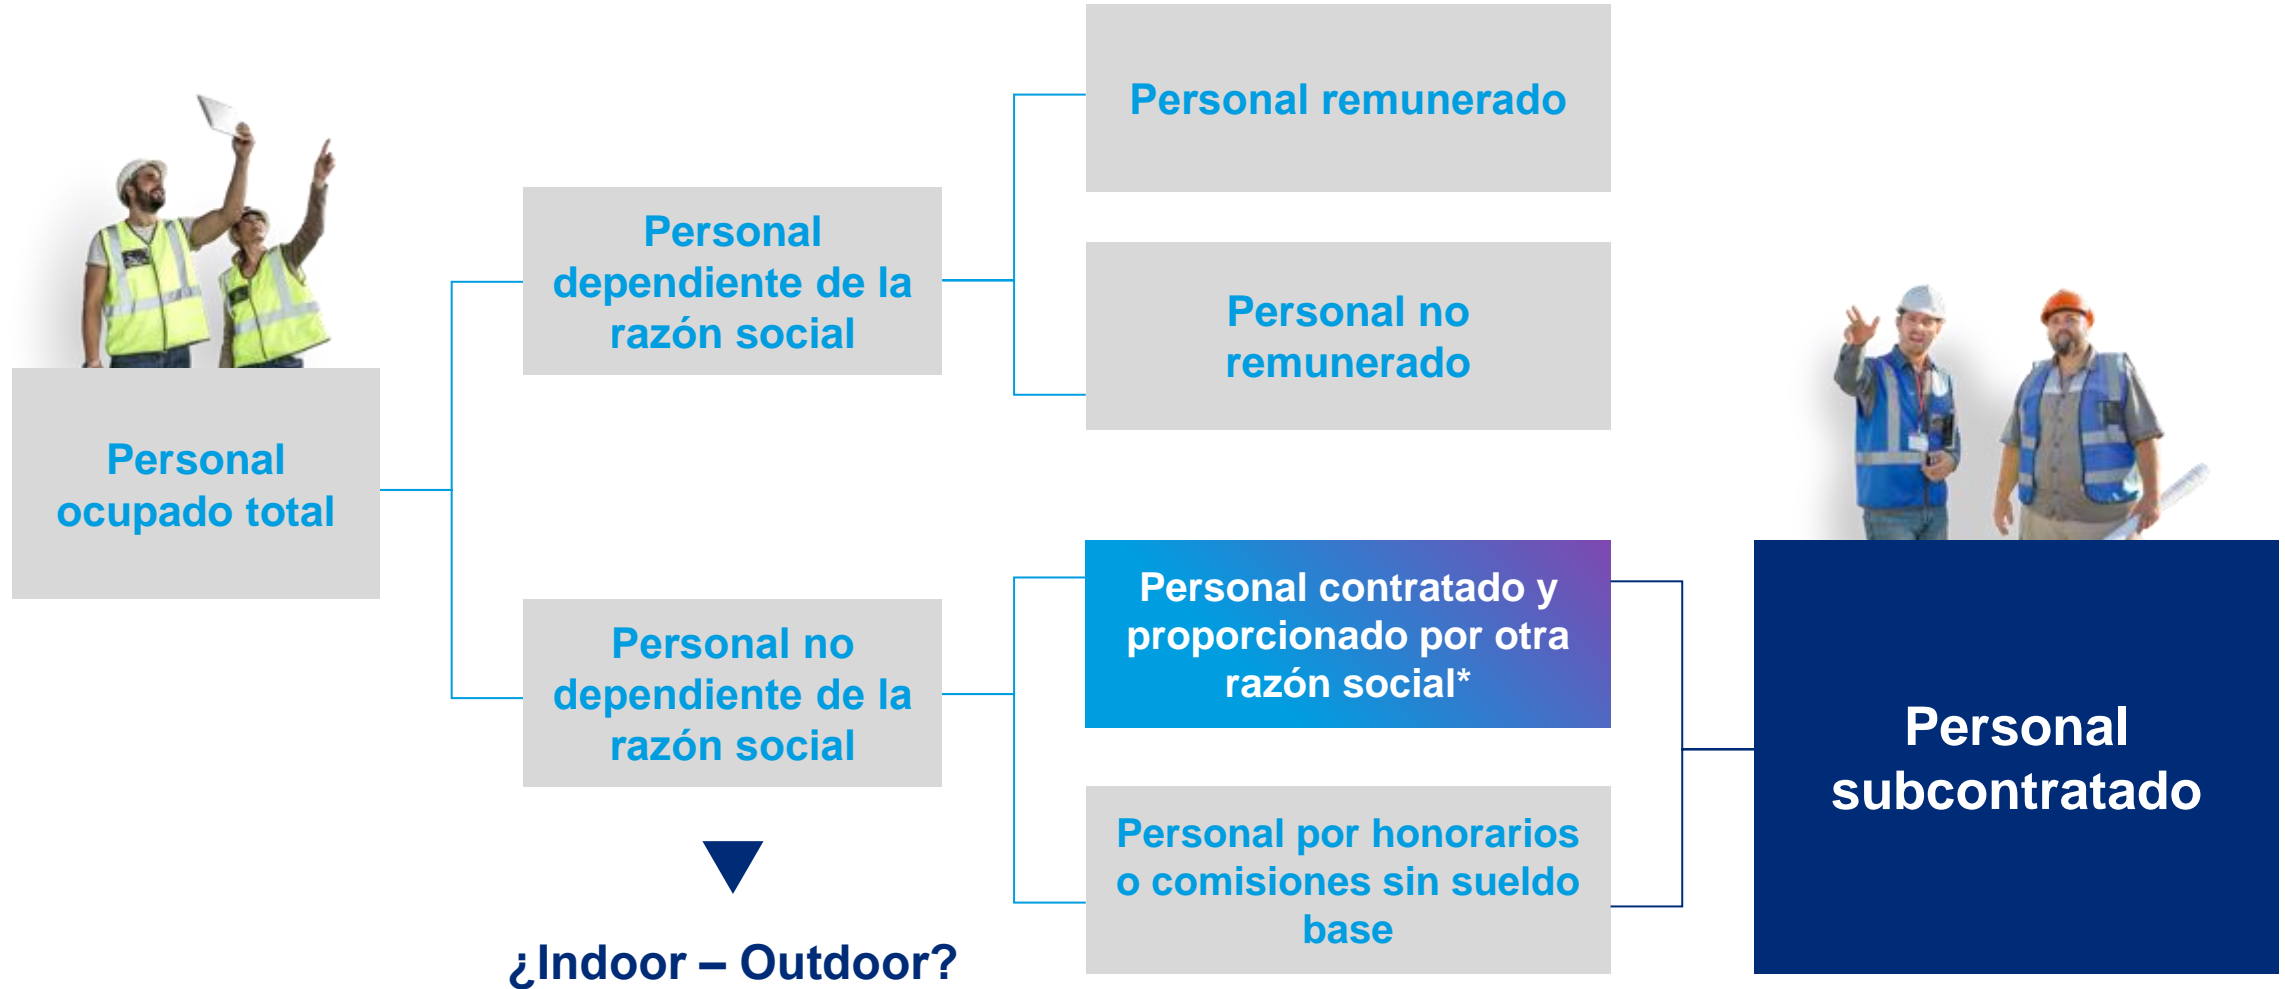 Personal remunerado
Personal
dependiente de la
razón social
Personal no
remunerado
Personal
ocupado total
Personal no
dependiente de la
razón social
Personal contratado y
proporcionado por otra
razón social*
Personal por honorarios
o comisiones sin sueldo
base
Personal
subcontratado
¿Indoor – Outdoor?